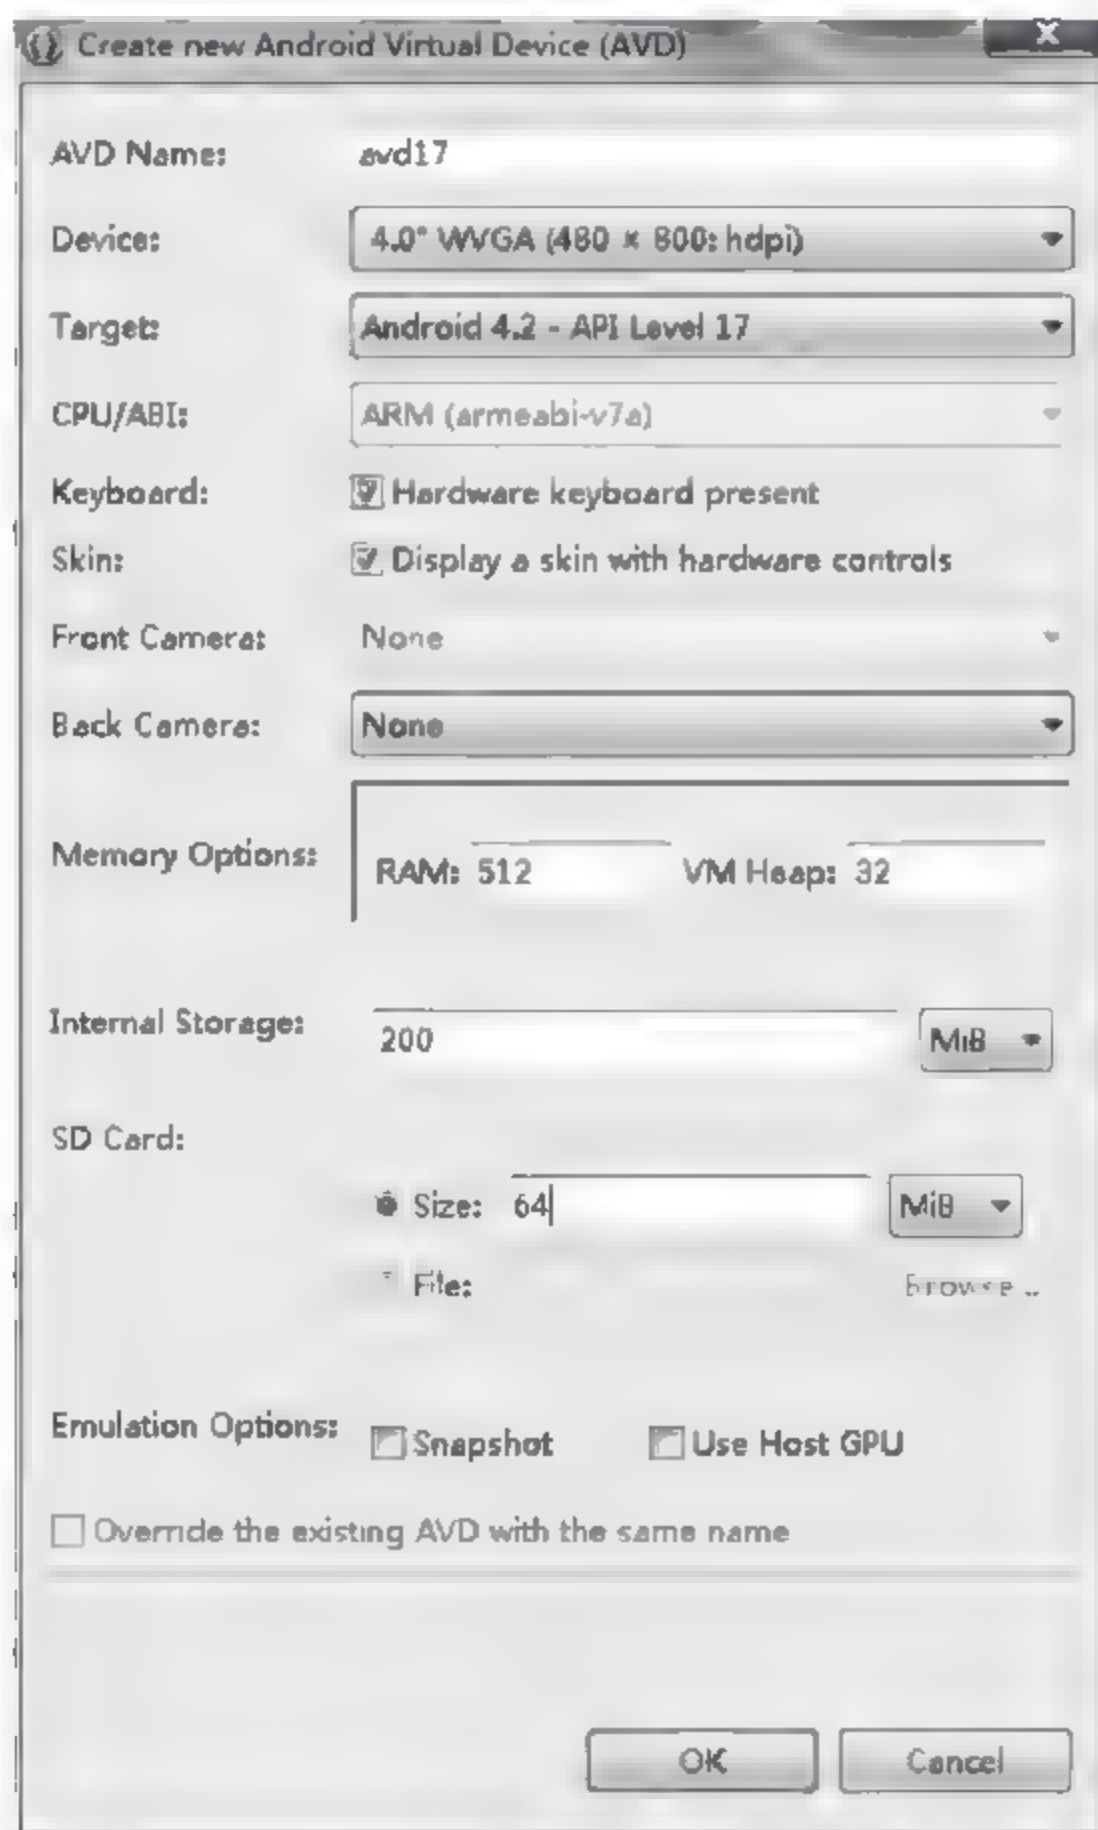 Create new Android Virtual Device (AVD)
AVD Name: avd17
Device: 4.0" WVGA (480 × 800: hdpi)
Target: Android 4.2 - API Level 17
CPU/ABI: ARM (armeabi-v7a)
Keyboard: Hardware keyboard present
Skin: Display a skin with hardware controls
Front Camera: None
Back Camera: None
Memory Options: RAM: 512 VM Heap: 32
Internal Storage: 200 MiB
SD Card:
Size: 64 MiB
File: Browse...
Emulation Options: Snapshot Use Host GPU
Override the existing AVD with the same name
OK Cancel